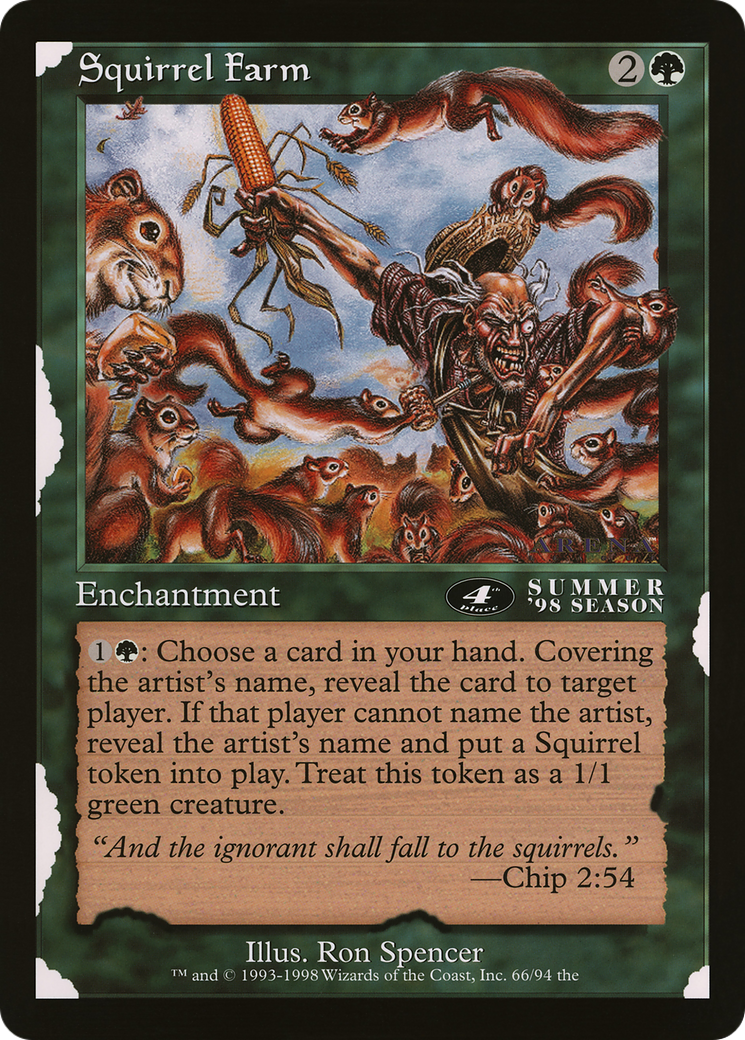 Squirrel Farm 2
ARENA
Enchantment 4th place SUMMER
'98 SEASON
1: Choose a card in your hand. Covering
the artist's name, reveal the card to target
player. If that player cannot name the artist,
reveal the artist's name and put a Squirrel
token into play. Treat this token as a 1/1
green creature.
“And the ignorant shall fall to the squirrels.”
—Chip 2:54
Illus. Ron Spencer
™ and © 1993-1998 Wizards of the Coast, Inc. 66/94 the